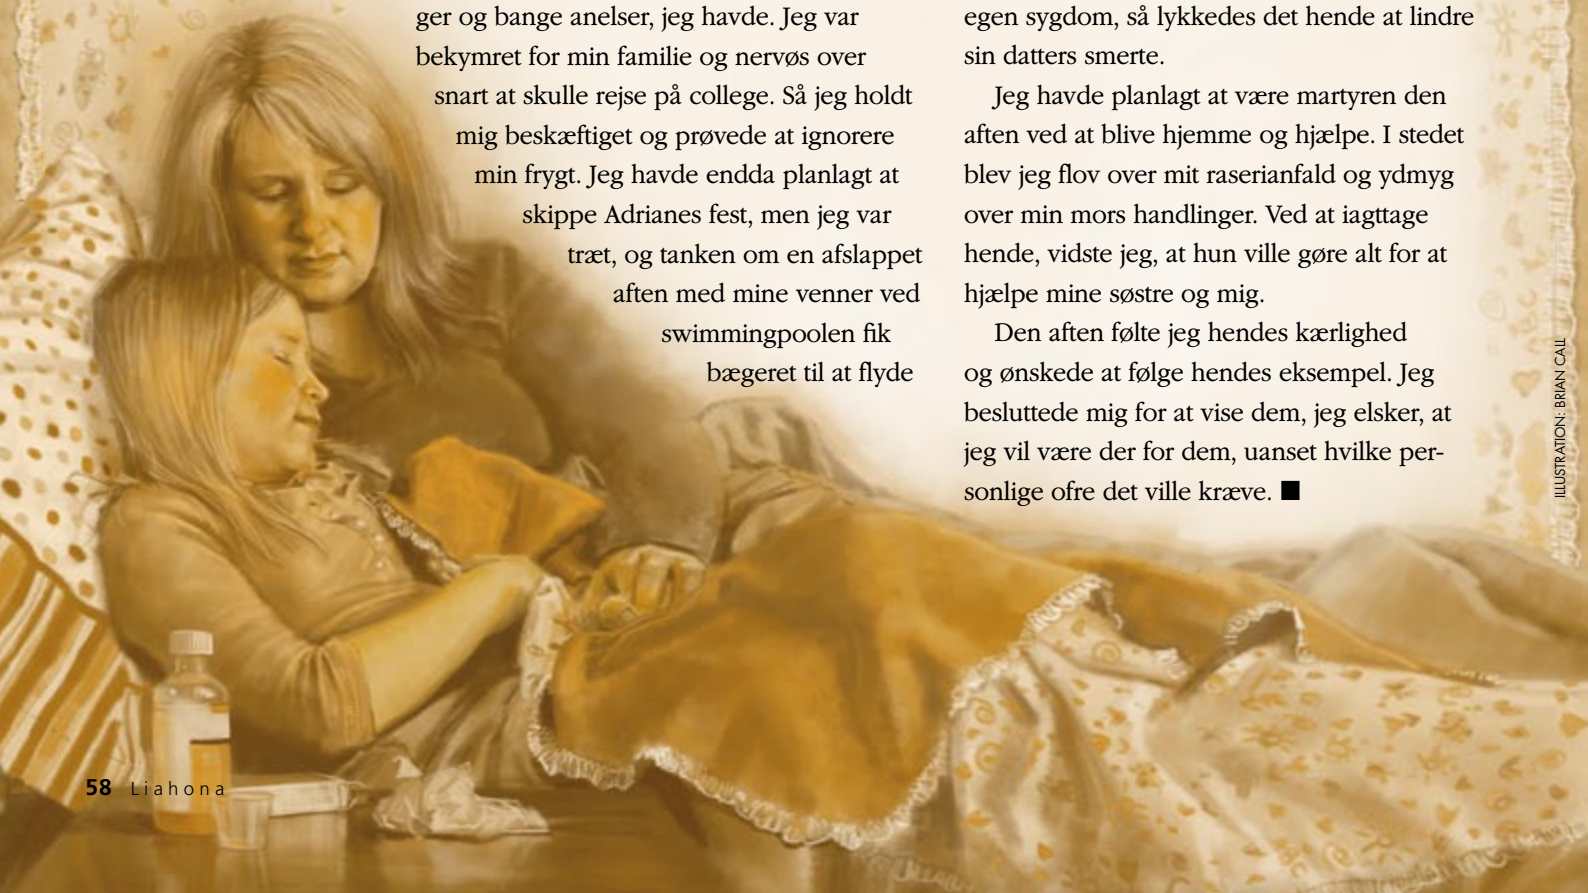 ger og bange anelser, jeg havde. Jeg var
bekymret for min familie og nervøs over
snart at skulle rejse på college. Så jeg holdt
mig beskæftiget og prøvede at ignorere
min frygt. Jeg havde endda planlagt at
skippe Adrianes fest, men jeg var
træt, og tanken om en afslappet
aften med mine venner ved
swimmingpoolen fik
bægeret til at flyde
egen sygdom, så lykkedes det hende at lindre
sin datters smerte.
Jeg havde planlagt at være martyren den
aften ved at blive hjemme og hjælpe. I stedet
blev jeg flov over mit raserianfald og ydmyg
over min mors handlinger. Ved at iagttage
hende, vidste jeg, at hun ville gøre alt for at
hjælpe mine søstre og mig.
Den aften følte jeg hendes kærlighed
og ønskede at følge hendes eksempel. Jeg
besluttede mig for at vise dem, jeg elsker, at
jeg vil være der for dem, uanset hvilke per-
sonlige ofre det ville kræve. ■
ILLUSTRATION: BRIAN CALL
58 Liahona